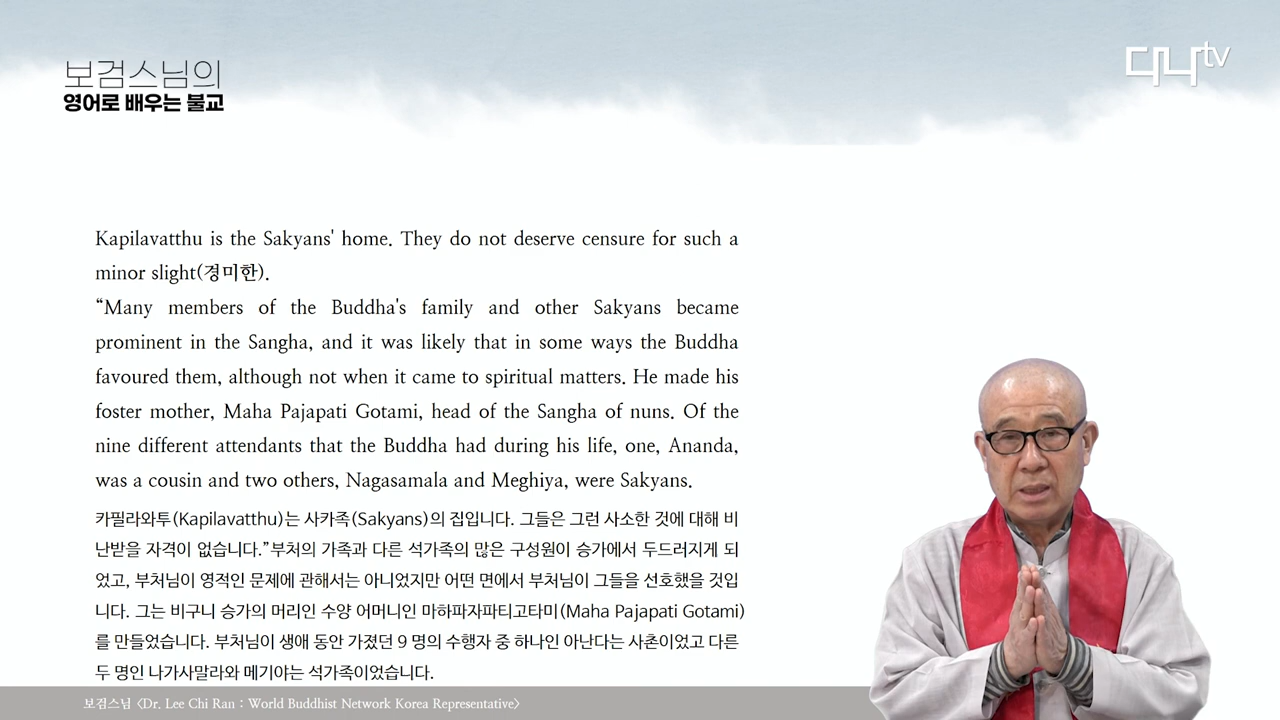 보검스님의
영어로 배우는 불교
디나tv
Kapilavatthu is the Sakyans' home. They do not deserve censure for such a
minor slight(경미한).
“Many members of the Buddha's family and other Sakyans became
prominent in the Sangha, and it was likely that in some ways the Buddha
favoured them, although not when it came to spiritual matters. He made his
foster mother, Maha Pajapati Gotami, head of the Sangha of nuns. Of the
nine different attendants that the Buddha had during his life, one, Ananda,
was a cousin and two others, Nagasamala and Meghiya, were Sakyans.
카필라와투(Kapilavatthu)는 사카족(Sakyans)의 집입니다. 그들은 그런 사소한 것에 대해 비
난받을 자격이 없습니다.”부처의 가족과 다른 석가족의 많은 구성원이 승가에서 두드러지게 되
었고, 부처님이 영적인 문제에 관해서는 아니었지만 어떤 면에서 부처님이 그들을 선호했을 것입
니다. 그는 비구니 승가의 머리인 수양 어머니인 마하파자파티고타미(Maha Pajapati Gotami)
를 만들었습니다. 부처님이 생애 동안 가졌던 9 명의 수행자 중 하나인 아난다는 사촌이었고 다른
두 명인 나가사말라와 메기야는 석가족이었습니다.
보검스님 <Dr. Lee Chi Ran : World Buddhist Network Korea Representative>